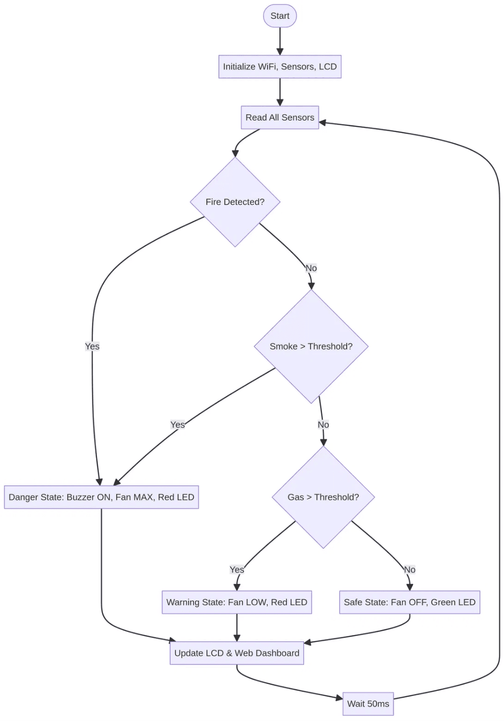 Start
Initialize WiFi, Sensors, LCD
Read All Sensors
Fire Detected?
No
Yes
Smoke > Threshold?
Yes
No
Danger State: Buzzer ON, Fan MAX, Red LED
Gas > Threshold?
Yes
No
Warning State: Fan LOW, Red LED
Safe State: Fan OFF, Green LED
Update LCD & Web Dashboard
Wait 50ms